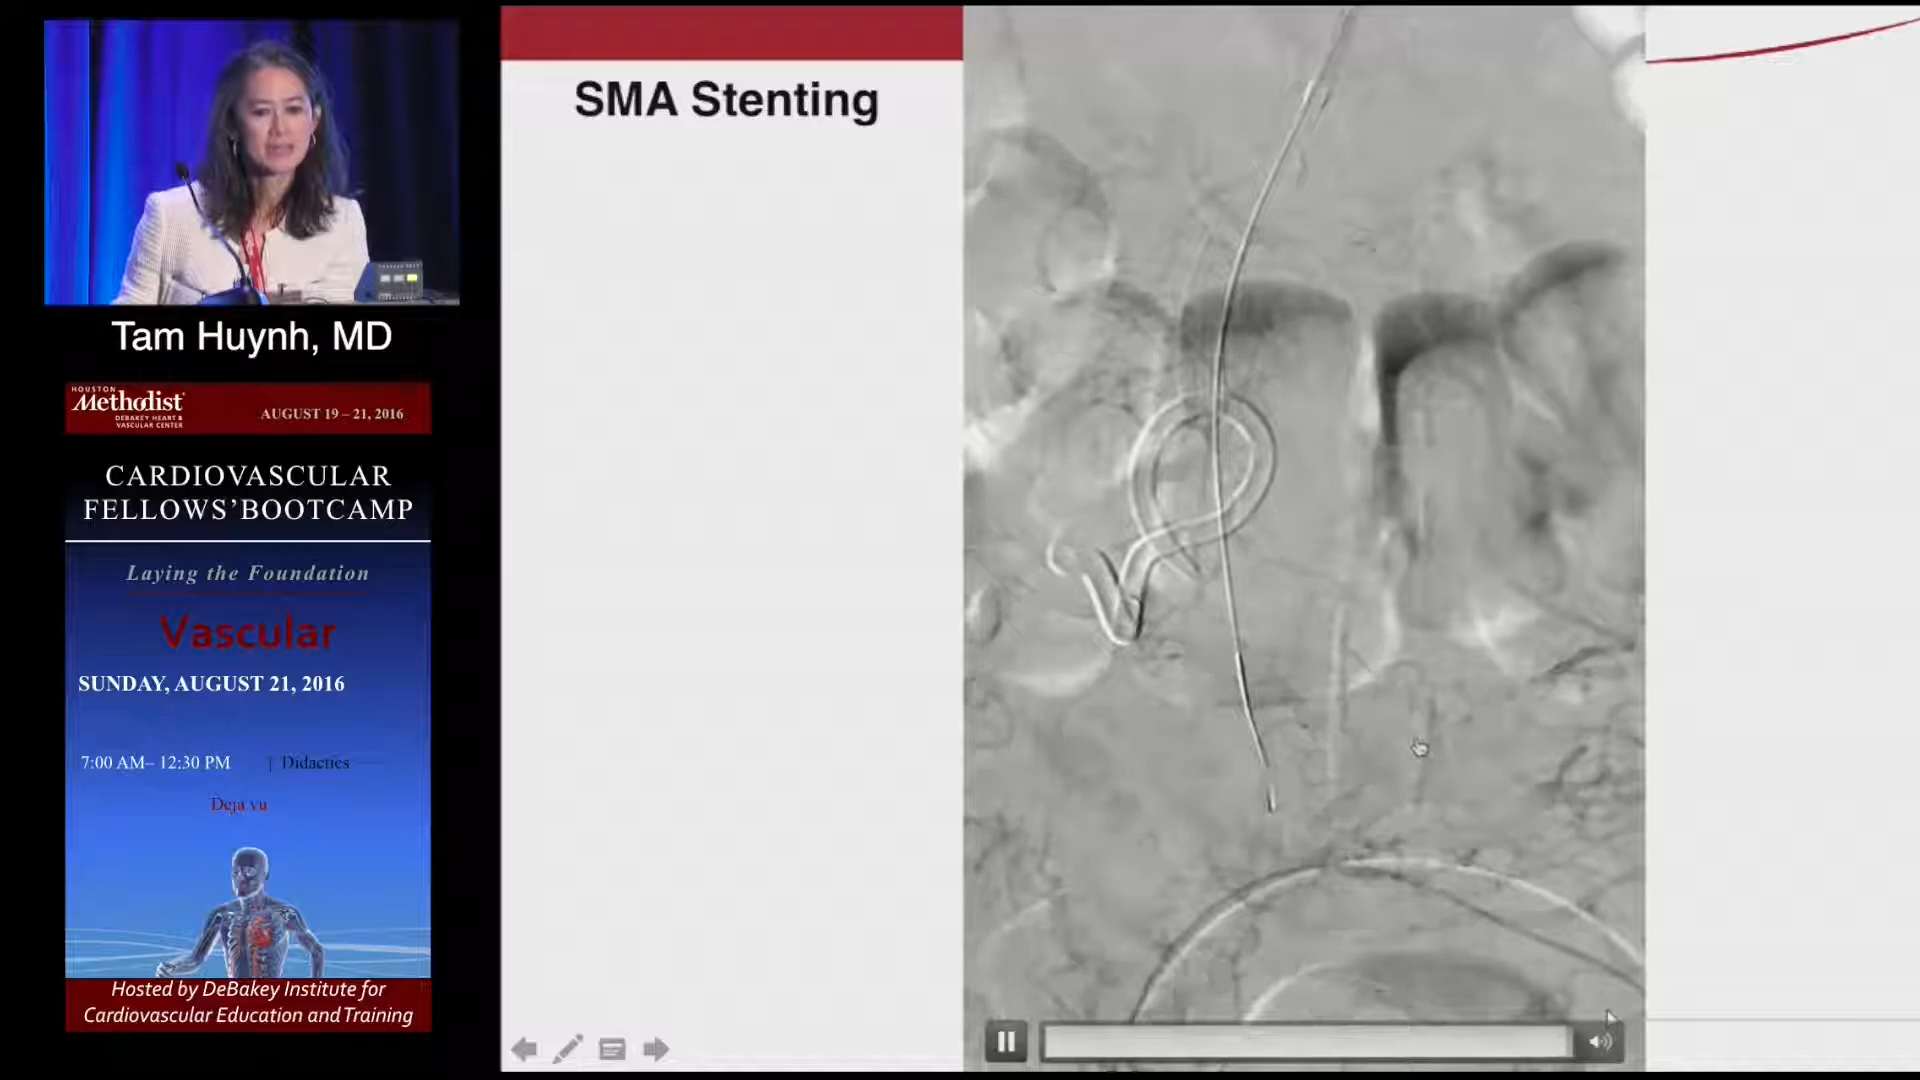 SMA Stenting
Tam Huynh, MD
HOUSTON
Methodist
DEBAKEY HEART &
VASCULAR CENTER
AUGUST 19 – 21, 2016
CARDIOVASCULAR
FELLOWS'BOOTCAMP
Laying the Foundation
Vascular
SUNDAY, AUGUST 21, 2016
7:00 AM– 12:30 PM | Didactics
Deja vu
Hosted by DeBakey Institute for
Cardiovascular Education and Training